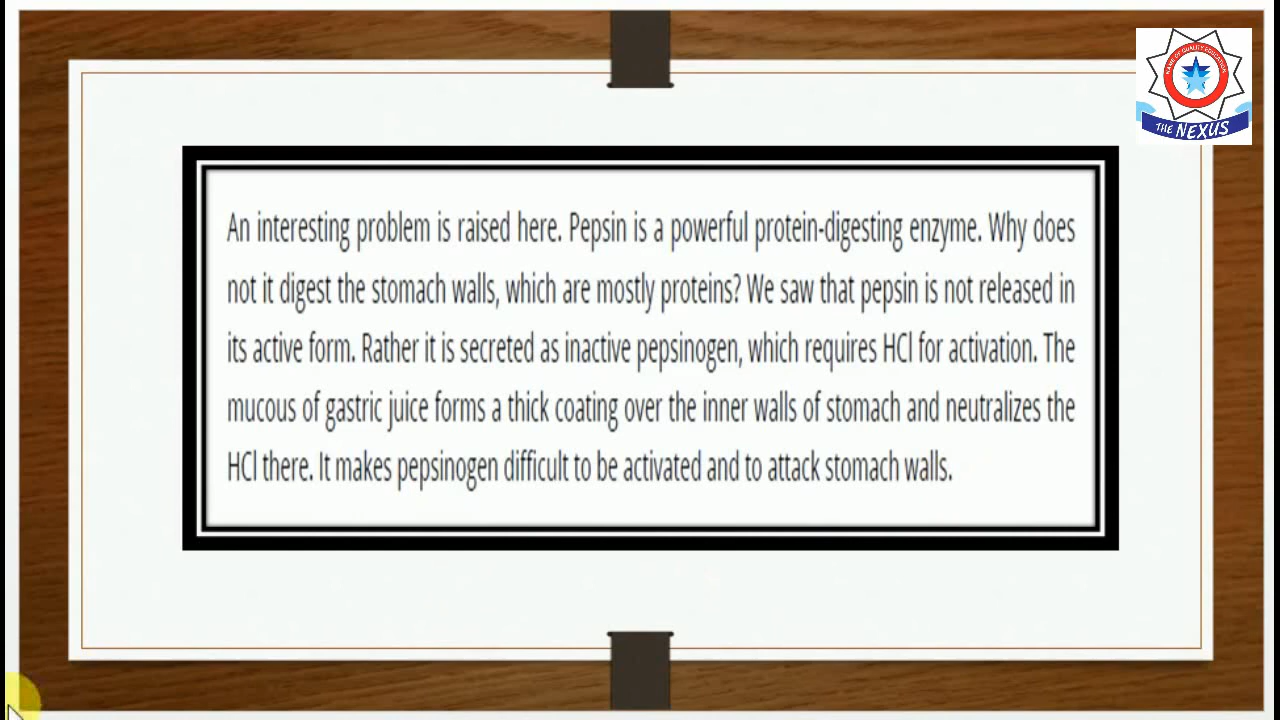 NAME OF QUALITY EDUCATION
THE NEXUS
An interesting problem is raised here. Pepsin is a powerful protein-digesting enzyme. Why does
not it digest the stomach walls, which are mostly proteins? We saw that pepsin is not released in
its active form. Rather it is secreted as inactive pepsinogen, which requires HCl for activation. The
mucous of gastric juice forms a thick coating over the inner walls of stomach and neutralizes the
HCl there. It makes pepsinogen difficult to be activated and to attack stomach walls.